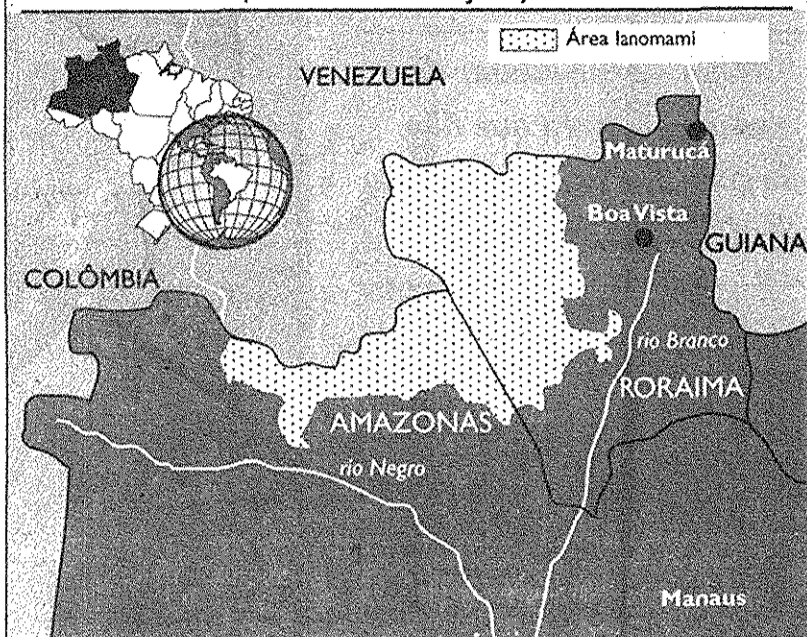 Área Ianomami
VENEZUELA
Maturucá
Boa Vista
GUIANA
COLÔMBIA
rio Branco
RORAIMA
AMAZONAS
rio Negro
Manaus